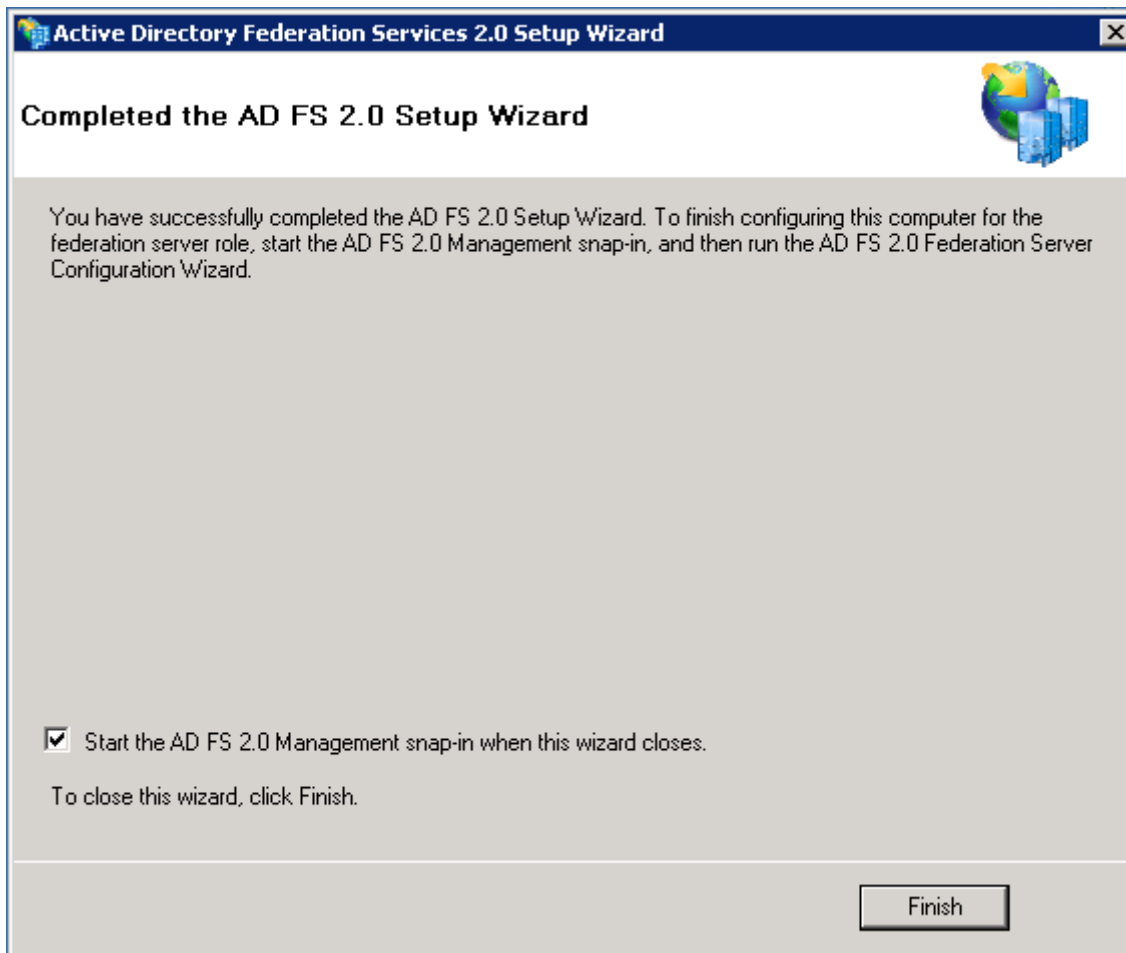 Active Directory Federation Services 2.0 Setup Wizard
Completed the AD FS 2.0 Setup Wizard
You have successfully completed the AD FS 2.0 Setup Wizard. To finish configuring this computer for the
federation server role, start the AD FS 2.0 Management snap-in, and then run the AD FS 2.0 Federation Server
Configuration Wizard.
Start the AD FS 2.0 Management snap-in when this wizard closes.
To close this wizard, click Finish.
Finish